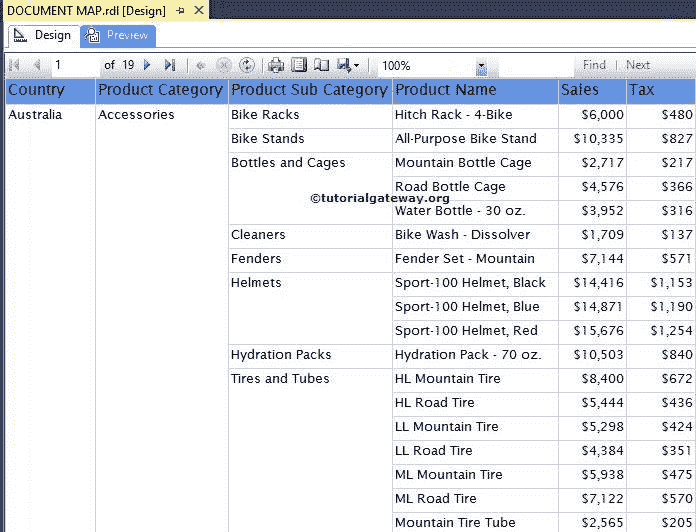 DOCUMENT MAP.rdl [Design]
Design Preview
1 of 19 100% Find | Next
Country Product Category Product Sub Category Product Name Sales Tax
Australia Accessories Bike Racks Hitch Rack - 4-Bike $6,000 $480
Bike Stands All-Purpose Bike Stand $10,335 $827
Bottles and Cages Mountain Bottle Cage $2,717 $217
Road Bottle Cage $4,576 $366
©tutorialgateway.org
Water Bottle - 30 oz. $3,952 $316
Cleaners Bike Wash - Dissolver $1,709 $137
Fenders Fender Set - Mountain $7,144 $571
Helmets Sport-100 Helmet, Black $14,416 $1,153
Sport-100 Helmet, Blue $14,871 $1,190
Sport-100 Helmet, Red $15,676 $1,254
Hydration Packs Hydration Pack - 70 oz. $10,503 $840
Tires and Tubes HL Mountain Tire $8,400 $672
HL Road Tire $5,444 $436
LL Mountain Tire $5,298 $424
LL Road Tire $4,384 $351
ML Mountain Tire $5,938 $475
ML Road Tire $7,122 $570
Mountain Tire Tube $2,565 $205